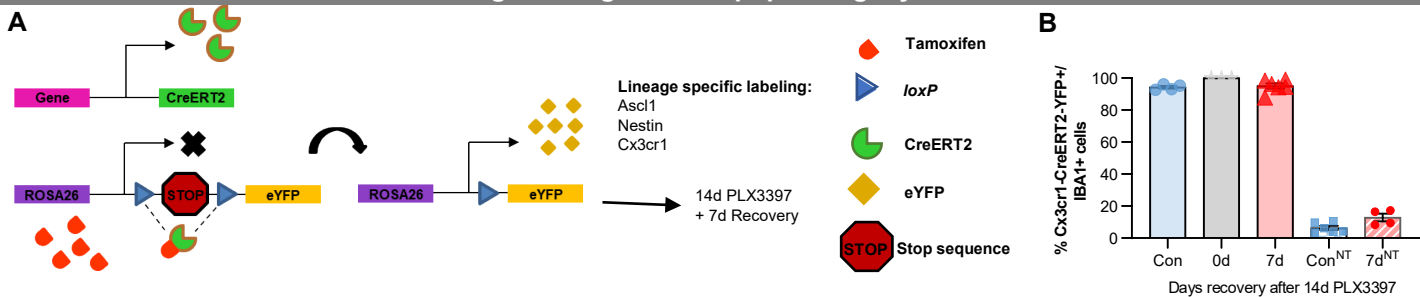 A
Gene
CreERT2
ROSA26
STOP
eYFP
ROSA26
eYFP
Lineage specific labeling:
Ascl1
Nestin
Cx3cr1
14d PLX3397
+ 7d Recovery
Tamoxifen
loxP
CreERT2
eYFP
STOP
Stop sequence
B
% Cx3cr1-CreERT2-YFP+/
IBA1+ cells
100
80
60
40
20
0
Con
0d
7d
Con^NT
7d^NT
Days recovery after 14d PLX3397